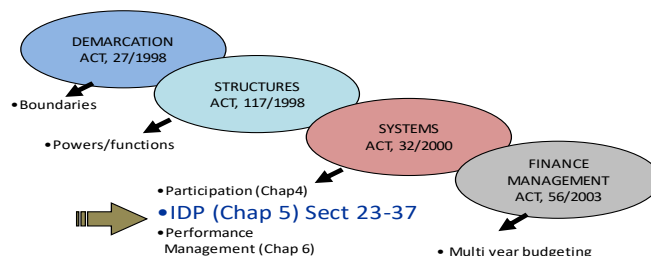 DEMARCATION
ACT, 27/1998
•Boundaries
STRUCTURES
ACT, 117/1998
•Powers/functions
SYSTEMS
ACT, 32/2000
•Participation (Chap4)
•IDP (Chap 5) Sect 23-37
•Performance
Management (Chap 6)
FINANCE
MANAGEMENT
ACT, 56/2003
• Multi year budgeting